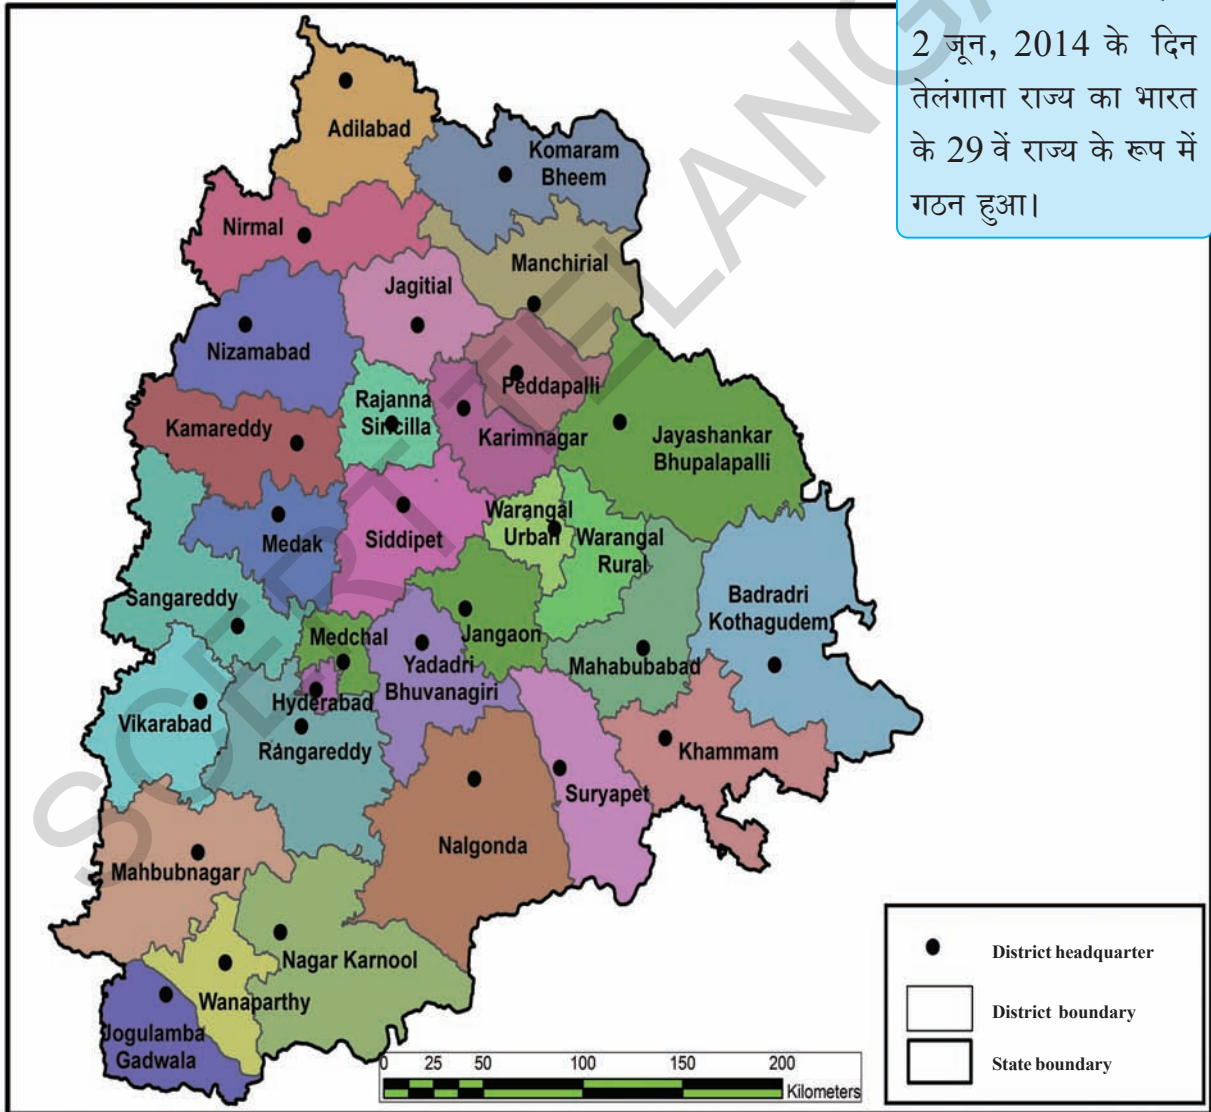 2 जून, 2014 के दिन
तेलंगाना राज्य का भारत
के 29 वें राज्य के रूप में
गठन हुआ।
Adilabad
Komaram
Bheem
Nirmal
Manchirial
Jagitial
Nizamabad
Peddapalli
Rajanna
Siricilla
Kamareddy
Karimnagar
Jayashankar
Bhupalapalli
Warangal
Urban
Warangal
Rural
Siddipet
Medak
Sangareddy
Badradri
Kothagudem
Medchal
Jangaon
Mahabubabad
Yadadri
Bhuvanagiri
Hyderabad
Vikarabad
Rangareddy
Khammam
Suryapet
Nalgonda
Mahbubnagar
Nagar Karnool
Wanaparthy
Jogulamba
Gadwala
District headquarter
District boundary
State boundary
0 25 50 100 150 200
Kilometers
SCERT TELANGA